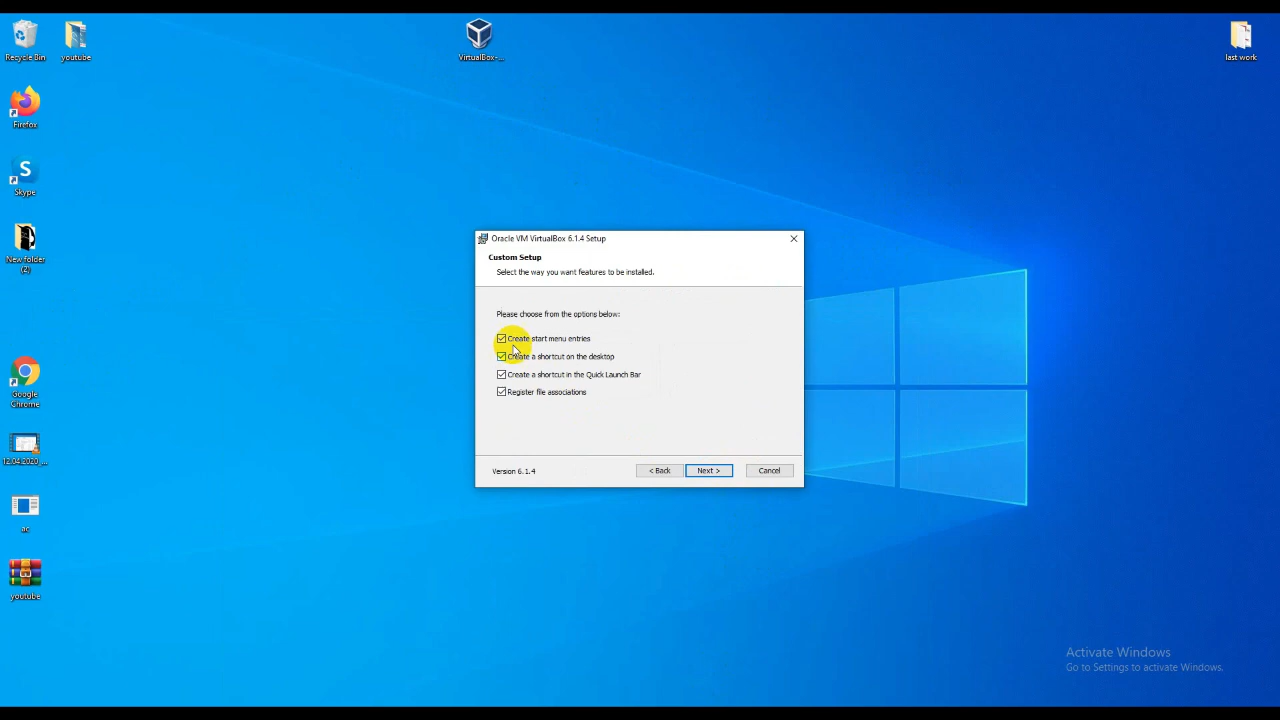 Recycle Bin
youtube
VirtualBox-...
last work
Firefox
S
Skype
New folder
(2)
Google
Chrome
12.04.2020_...
ac
youtube
Oracle VM VirtualBox 6.1.4 Setup
Custom Setup
Select the way you want features to be installed.
Please choose from the options below:
Create start menu entries
Create a shortcut on the desktop
Create a shortcut in the Quick Launch Bar
Register file associations
Version 6.1.4
< Back
Next >
Cancel
Activate Windows
Go to Settings to activate Windows.